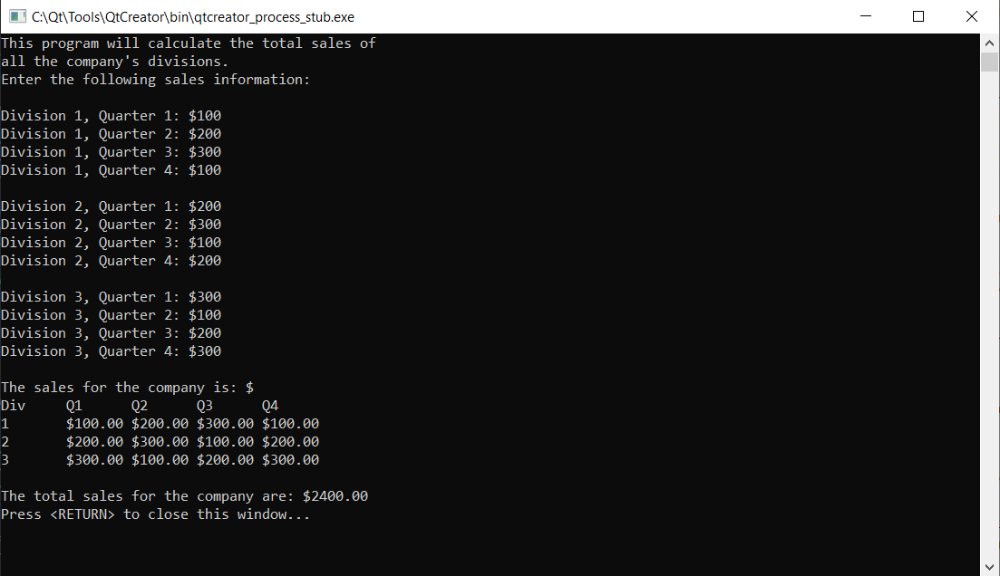 C:\Qt\Tools\QtCreator\bin\qtcreator_process_stub.exe
This program will calculate the total sales of
all the company's divisions.
Enter the following sales information:

Division 1, Quarter 1: $100
Division 1, Quarter 2: $200
Division 1, Quarter 3: $300
Division 1, Quarter 4: $100

Division 2, Quarter 1: $200
Division 2, Quarter 2: $300
Division 2, Quarter 3: $100
Division 2, Quarter 4: $200

Division 3, Quarter 1: $300
Division 3, Quarter 2: $100
Division 3, Quarter 3: $200
Division 3, Quarter 4: $300

The sales for the company is: $
Div     Q1      Q2      Q3      Q4
1       $100.00 $200.00 $300.00 $100.00
2       $200.00 $300.00 $100.00 $200.00
3       $300.00 $100.00 $200.00 $300.00

The total sales for the company are: $2400.00
Press <RETURN> to close this window...